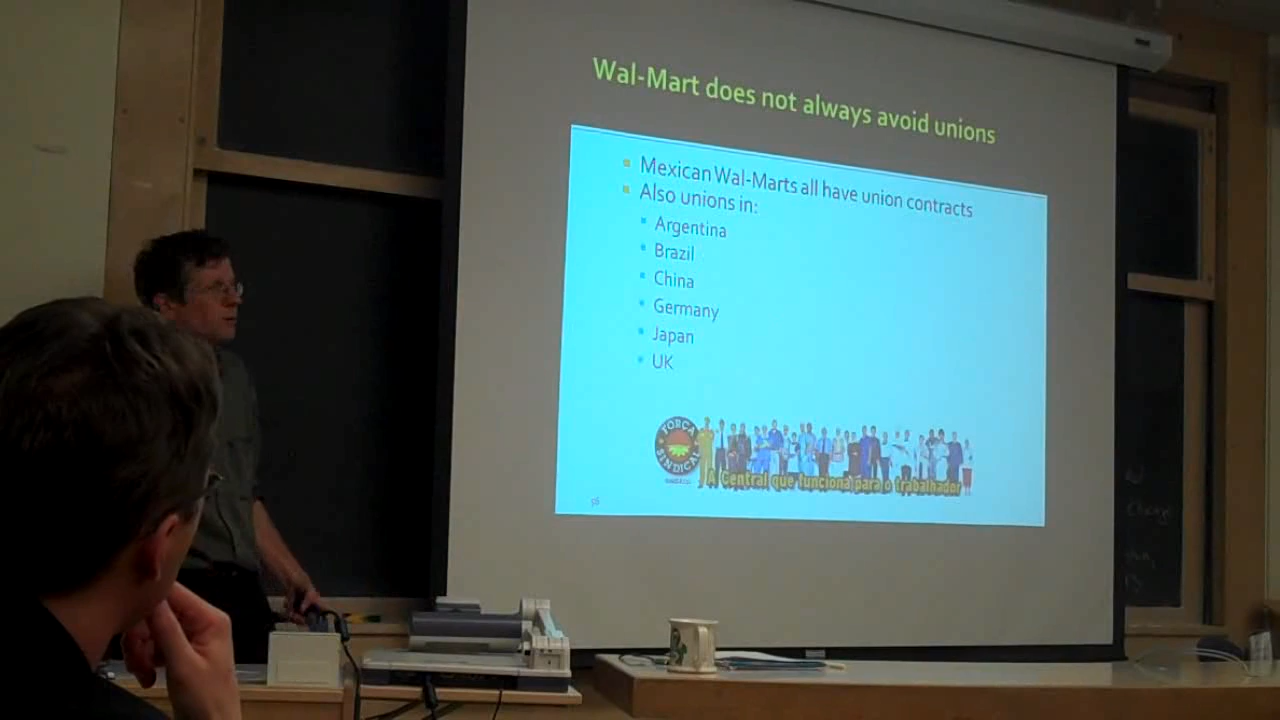 Wal-Mart does not always avoid unions
Mexican Wal-Marts all have union contracts
Also unions in:
Argentina
Brazil
China
Germany
Japan
UK
FORÇA
SINDICAL
A Central que funciona para o trabalhador